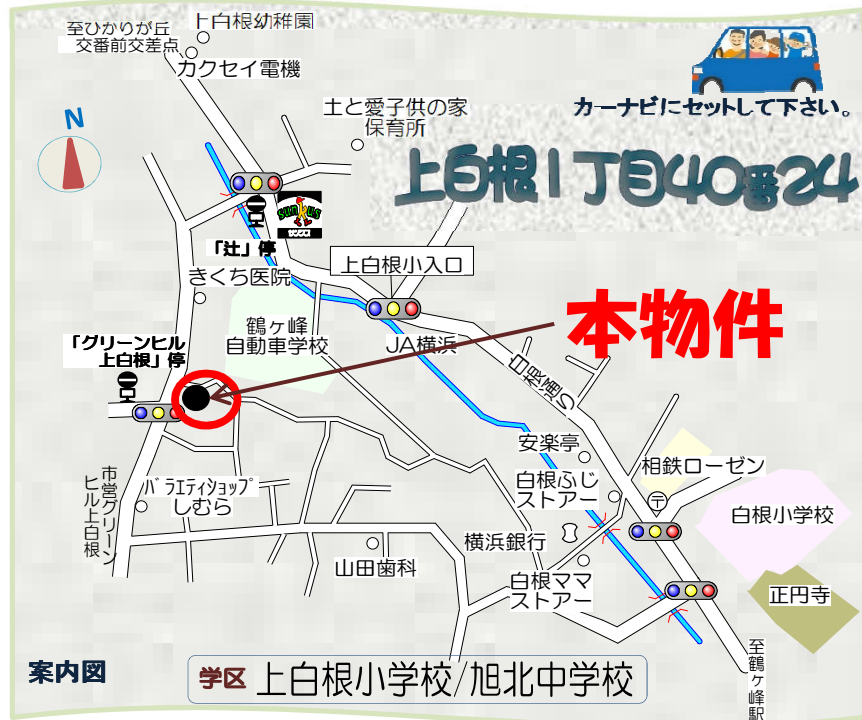 至ひかりが丘
交番前交差点
上白根幼稚園
カクセイ電機
土と愛子供の家
保育所
カーナビにセットして下さい。
上白根1丁目40番24
N
sunkus
「辻」停
きくち医院
上白根小入口
鶴ヶ峰
自動車学校
JA横浜
本物件
「グリーンヒル
上白根」停
白根通り
安楽亭
相鉄ローゼン
白根ふじ
ストアー
〒
白根小学校
市営グリーン
ヒル上白根
バラエティショップ
しむら
横浜銀行
山田歯科
白根ママ
ストアー
正円寺
至鶴ヶ峰駅
案内図
学区 上白根小学校/旭北中学校